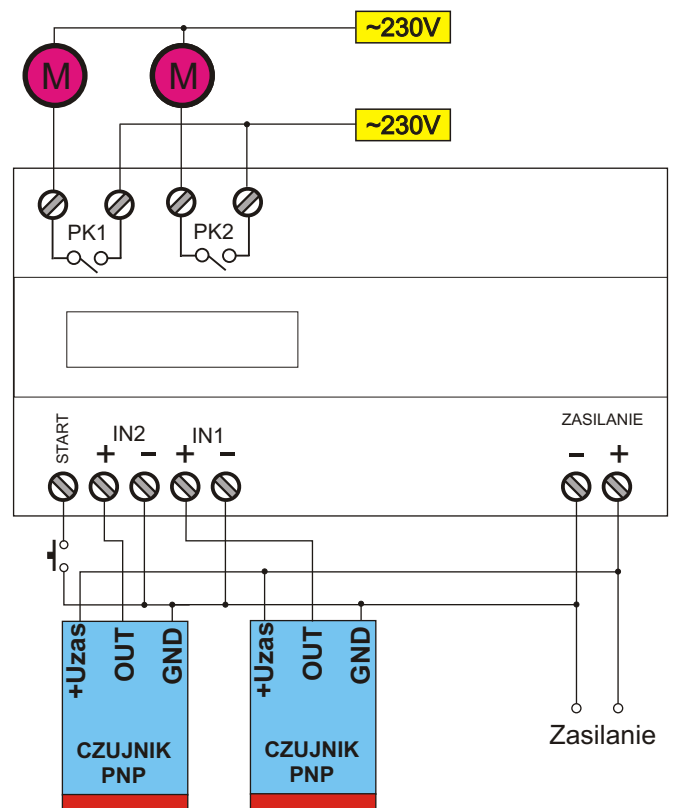 ~230V
M M
~230V
PK1 PK2
START IN2 IN1 ZASILANIE
+ − + − − +
+Uzas OUT GND +Uzas OUT GND
CZUJNIK PNP CZUJNIK PNP
Zasilanie